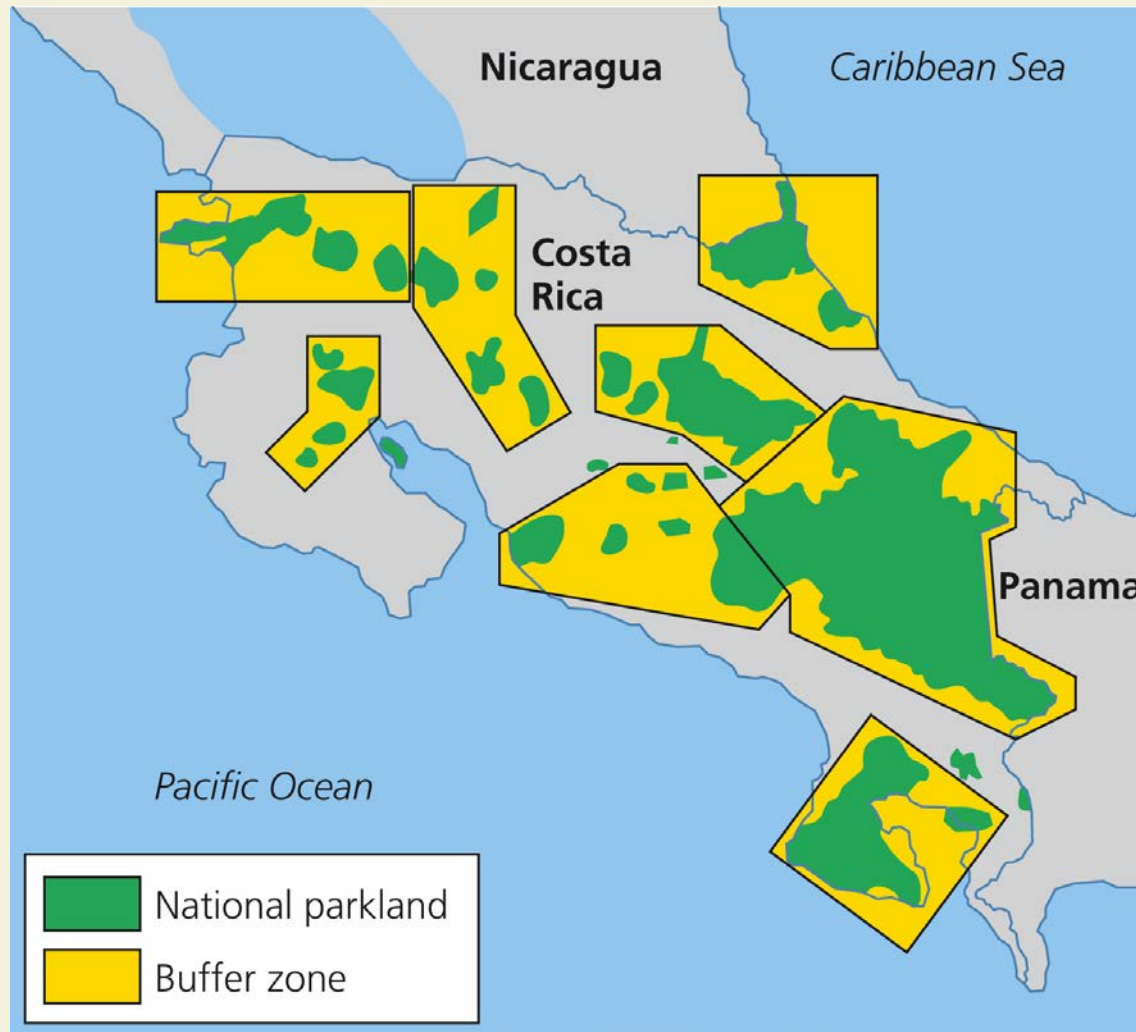 Nicaragua
Caribbean Sea
Costa
Rica
Panama
Pacific Ocean
National parkland
Buffer zone